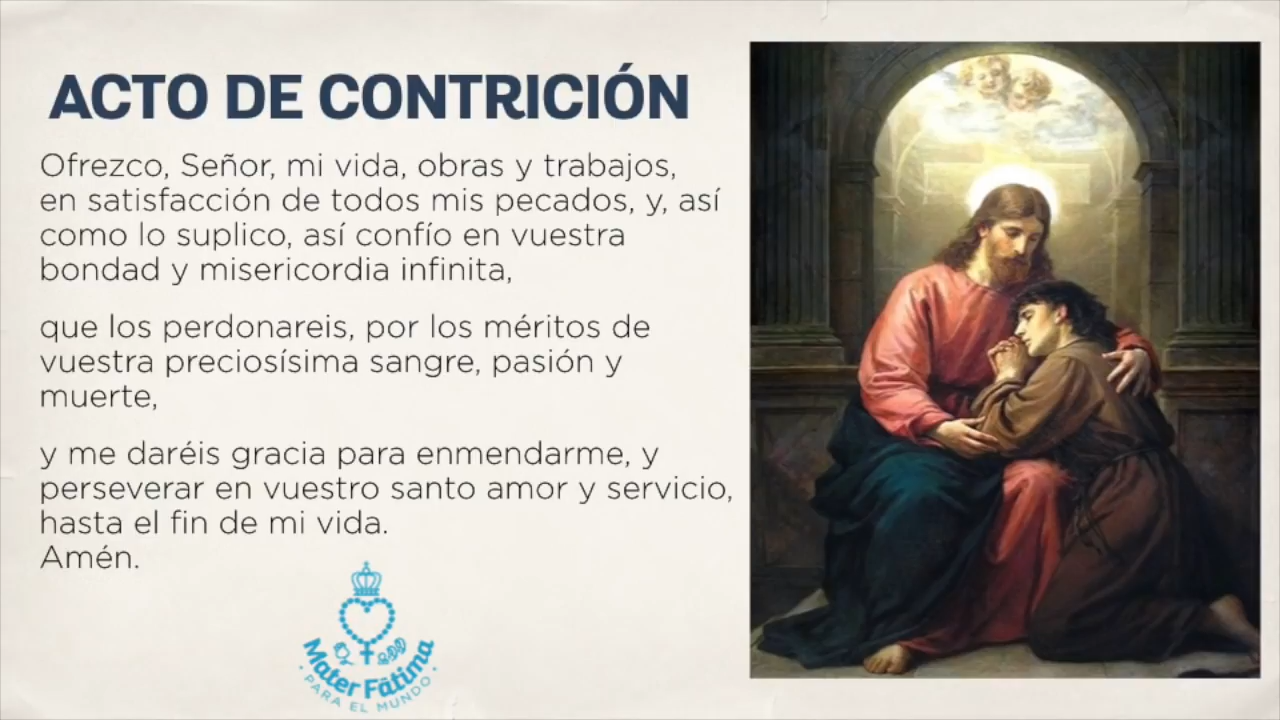 ACTO DE CONTRICIÓN
Ofrezco, Señor, mi vida, obras y trabajos,
en satisfacción de todos mis pecados, y, así
como lo suplico, así confío en vuestra
bondad y misericordia infinita,
que los perdonareis, por los méritos de
vuestra preciosísima sangre, pasión y
muerte,
y me daréis gracia para enmendarme, y
perseverar en vuestro santo amor y servicio,
hasta el fin de mi vida.
Amén.
Mater Fátima
PARA EL MUNDO